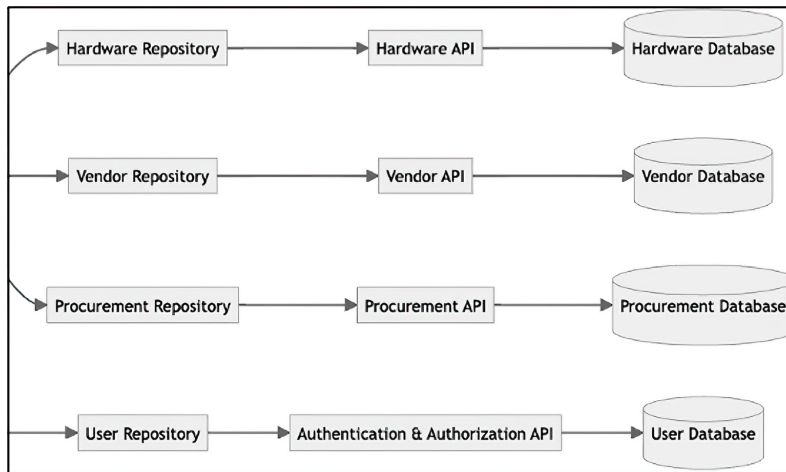 Hardware Repository
Hardware API
Hardware Database
Vendor Repository
Vendor API
Vendor Database
Procurement Repository
Procurement API
Procurement Database
User Repository
Authentication & Authorization API
User Database